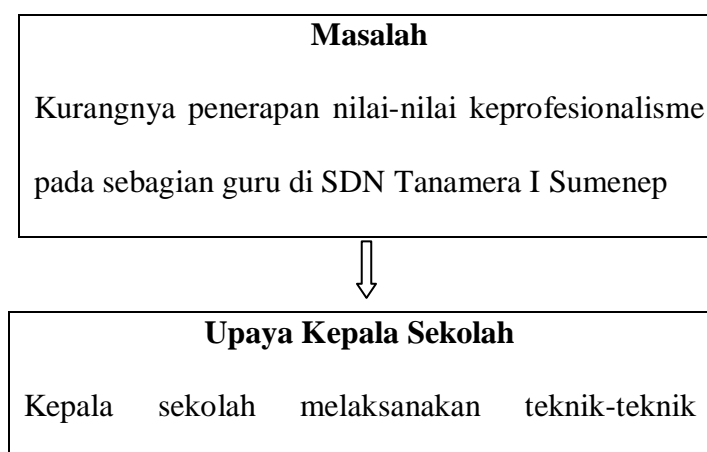 Masalah
Kurangnya penerapan nilai-nilai keprofesionalisme
pada sebagian guru di SDN Tanamera I Sumenep
Upaya Kepala Sekolah
Kepala sekolah melaksanakan teknik-teknik